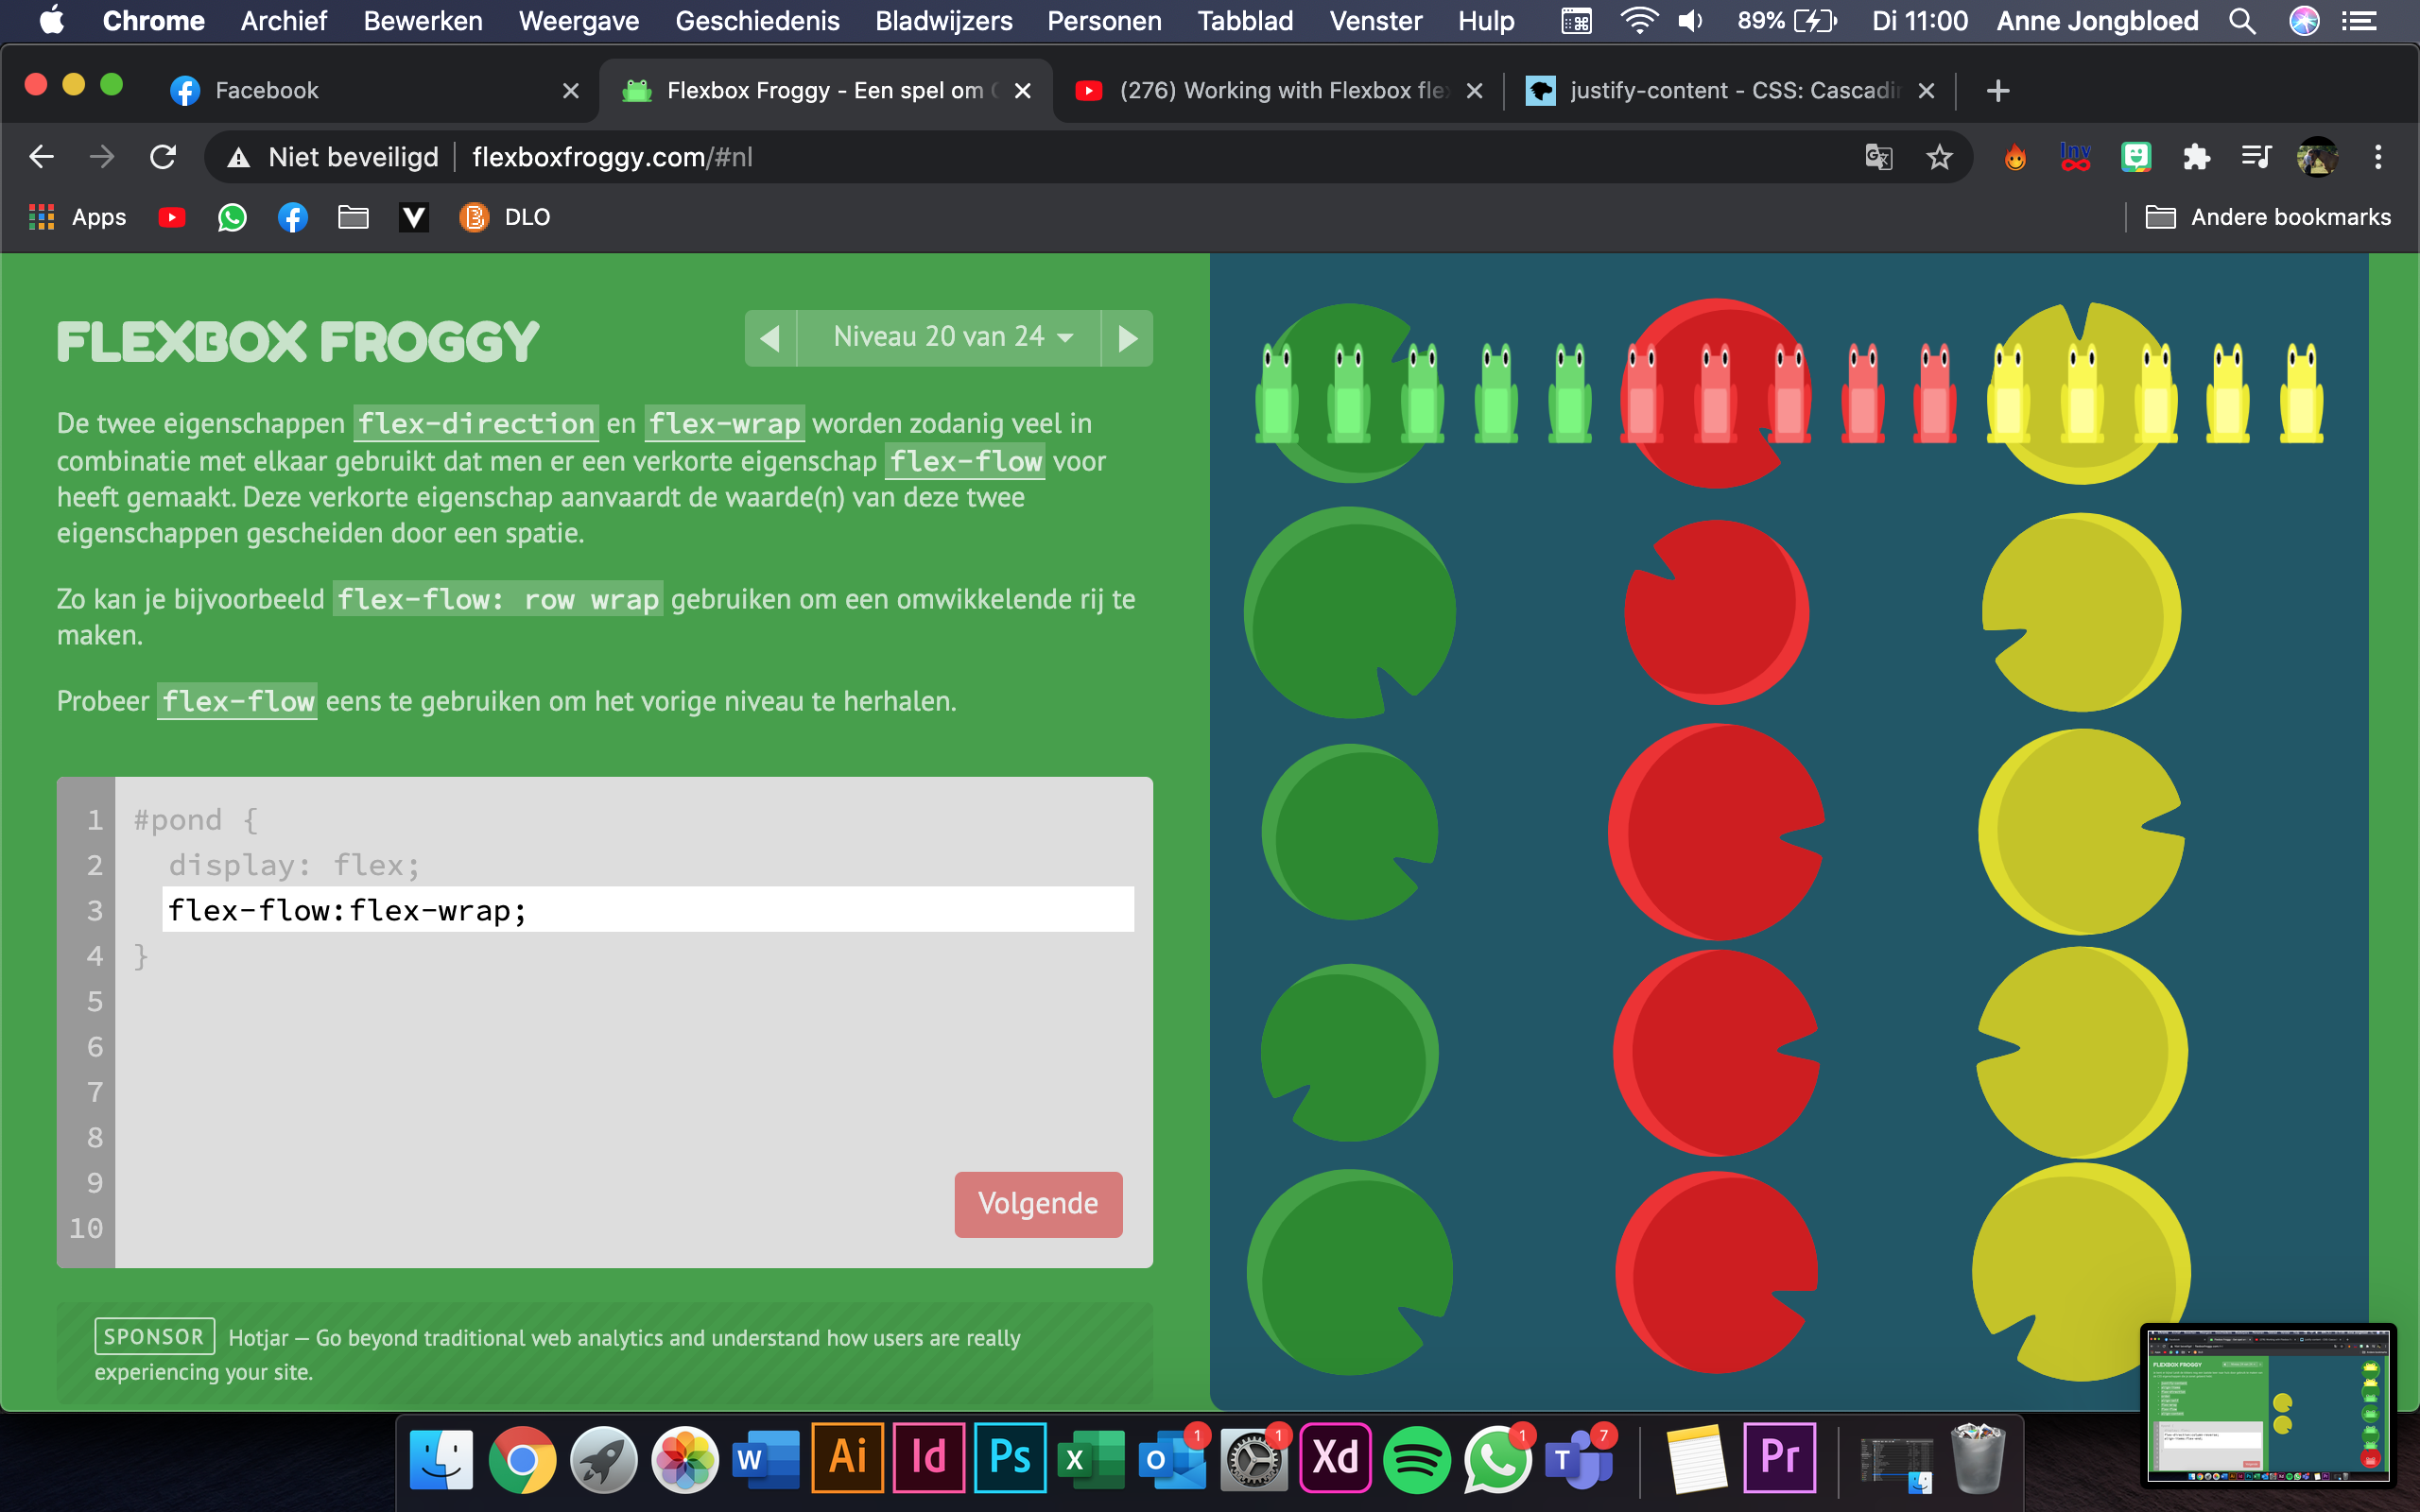 Chrome Archief Bewerken Weergave Geschiedenis Bladwijzers Personen Tabblad Venster Hulp 89% Di 11:00 Anne Jongbloed
Facebook Flexbox Froggy - Een spel om (276) Working with Flexbox fle justify-content - CSS: Cascadi
Niet beveiligd flexboxfroggy.com/#nl Inv
Apps DLO Andere bookmarks
FLEXBOX FROGGY
Niveau 20 van 24
De twee eigenschappen flex-direction en flex-wrap worden zodanig veel in
combinatie met elkaar gebruikt dat men er een verkorte eigenschap flex-flow voor
heeft gemaakt. Deze verkorte eigenschap aanvaardt de waarde(n) van deze twee
eigenschappen gescheiden door een spatie.
Zo kan je bijvoorbeeld flex-flow: row wrap gebruiken om een omwikkelende rij te
maken.
Probeer flex-flow eens te gebruiken om het vorige niveau te herhalen.
1 #pond {
2 display: flex;
3 flex-flow:flex-wrap;
4 }
5
6
7
8
9
10
Volgende
SPONSOR Hotjar — Go beyond traditional web analytics and understand how users are really
experiencing your site.
FLEXBOX FROGGY
W Ai Id Ps X O 1 1 Xd 1 T 7 Pr